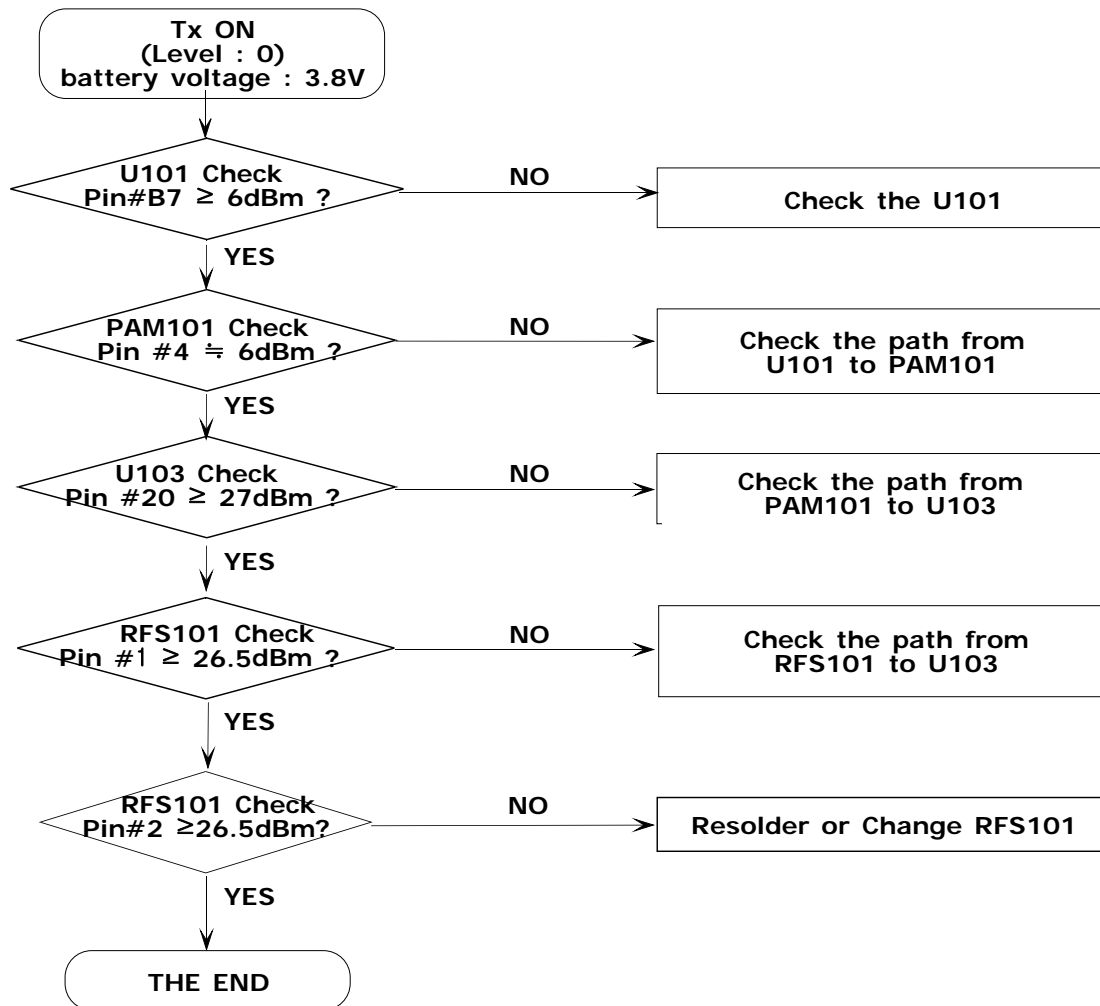 Tx ON
(Level : 0)
battery voltage : 3.8V
U101 Check
Pin#B7 ≥ 6dBm ?
NO
Check the U101
YES
PAM101 Check
Pin #4 ≒ 6dBm ?
NO
Check the path from
U101 to PAM101
YES
U103 Check
Pin #20 ≥ 27dBm ?
NO
Check the path from
PAM101 to U103
YES
RFS101 Check
Pin #1 ≥ 26.5dBm ?
NO
Check the path from
RFS101 to U103
YES
RFS101 Check
Pin#2 ≥26.5dBm?
NO
Resolder or Change RFS101
YES
THE END